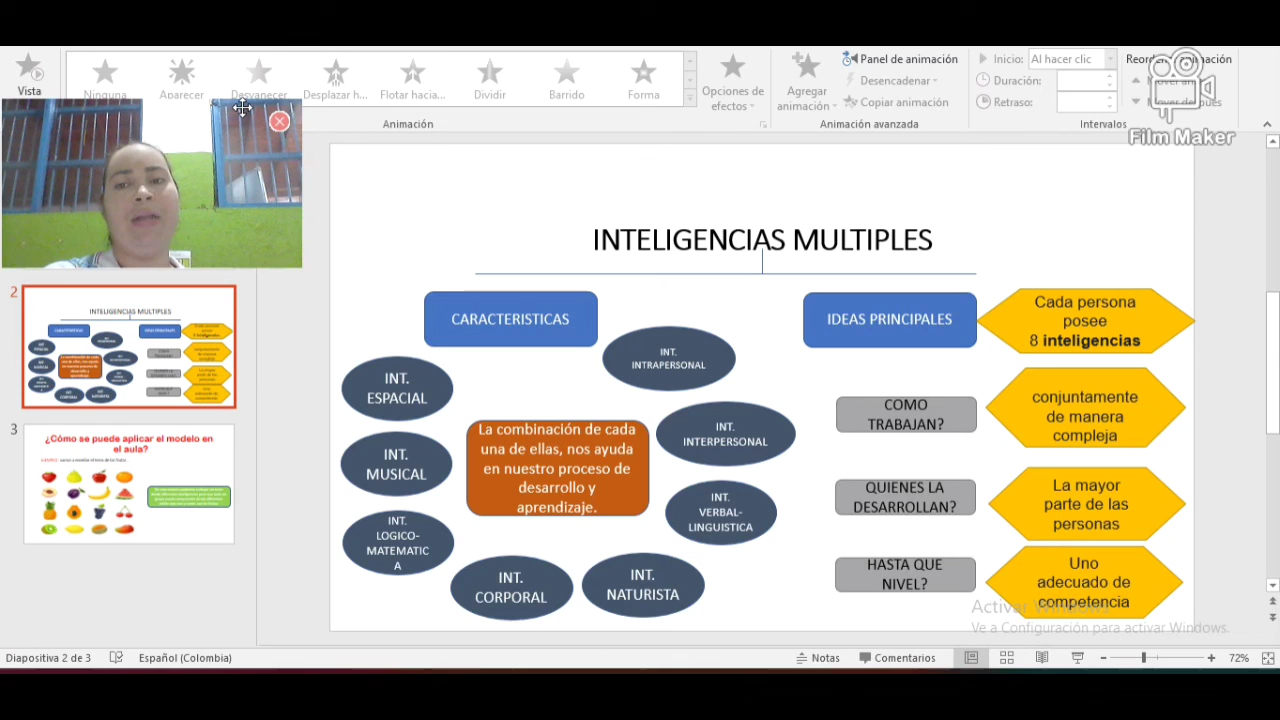 Vista
Ninguna
Aparecer
Desvanecer
Desplazar h...
Flotar hacia...
Dividir
Barrido
Forma
Opciones de
efectos
Agregar
animación
Panel de animación
Desencadenar
Copiar animación
Inicio: Al hacer clic
Duración:
Retraso:
Animación
Animación avanzada
Intervalos
Film Maker
INTELIGENCIAS MULTIPLES
CARACTERISTICAS
INT.
ESPACIAL
INT.
MUSICAL
INT.
LOGICO-
MATEMATIC
A
INT.
CORPORAL
INT.
NATURISTA
INT.
VERBAL-
LINGUISTICA
INT.
INTERPERSONAL
INT.
INTRAPERSONAL
La combinación de cada
una de ellas, nos ayuda
en nuestro proceso de
desarrollo y
aprendizaje.
IDEAS PRINCIPALES
Cada persona
posee
8 inteligencias
COMO
TRABAJAN?
conjuntamente
de manera
compleja
QUIENES LA
DESARROLLAN?
La mayor
parte de las
personas
HASTA QUE
NIVEL?
Uno
adecuado de
competencia
Activar Windows
Ve a Configuración para activar Windows.
2
INTELIGENCIAS MULTIPLES
3
¿Cómo se puede aplicar el modelo en
el aula?
Diapositiva 2 de 3
Español (Colombia)
Notas
Comentarios
72%